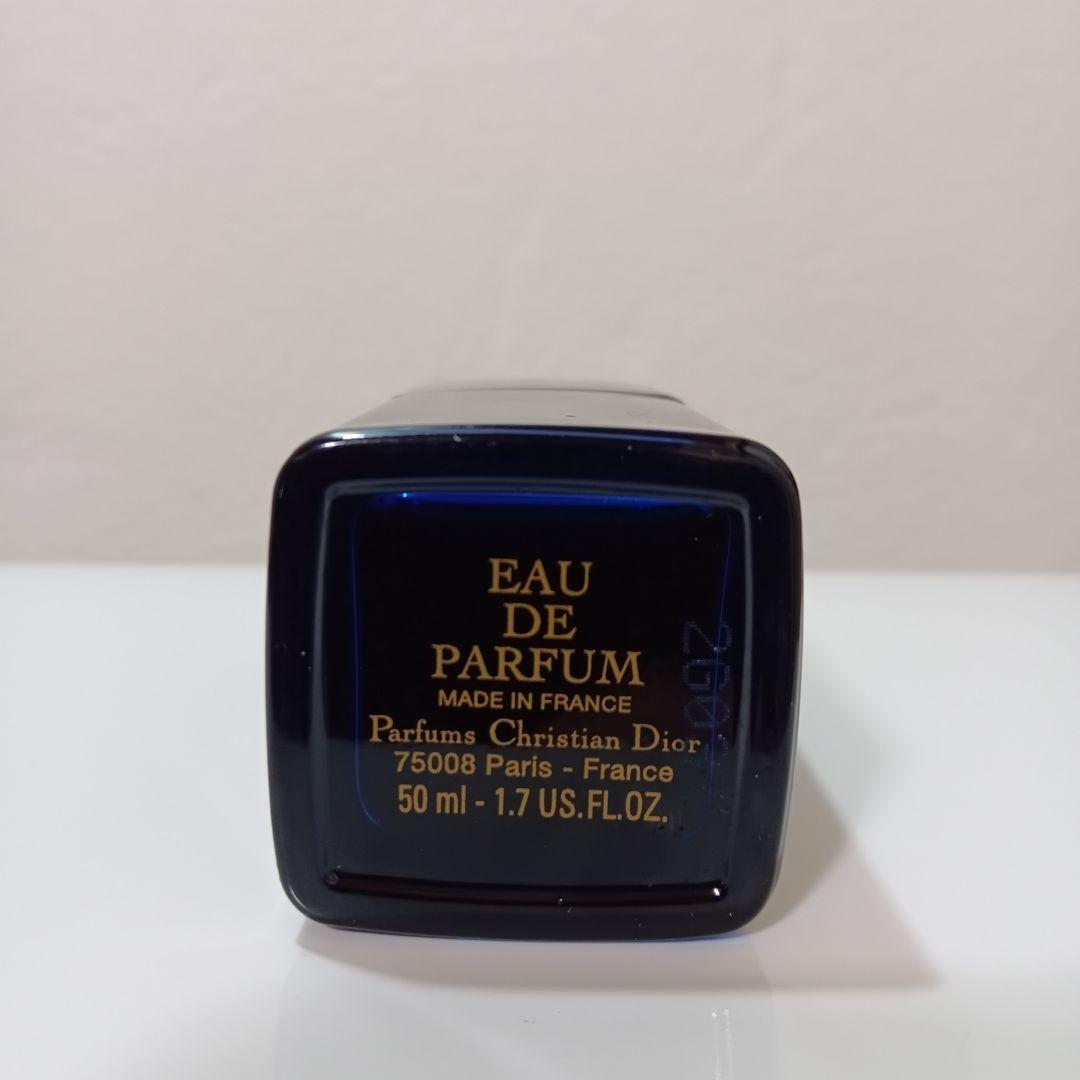 EAU
DE
PARFUM
MADE IN FRANCE
Parfums Christian Dior
75008 Paris - France
50 ml - 1.7 US.FL.OZ.